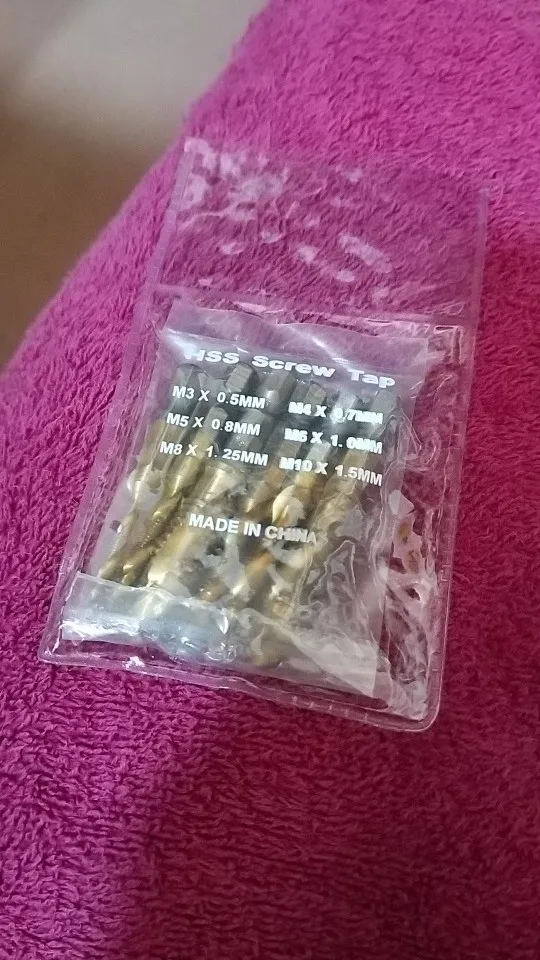 HSS Screw Tap
M3 X 0.5MM M4 X 0.7MM
M5 X 0.8MM M6 X 1.0MM
M8 X 1.25MM M10 X 1.5MM
MADE IN CHINA